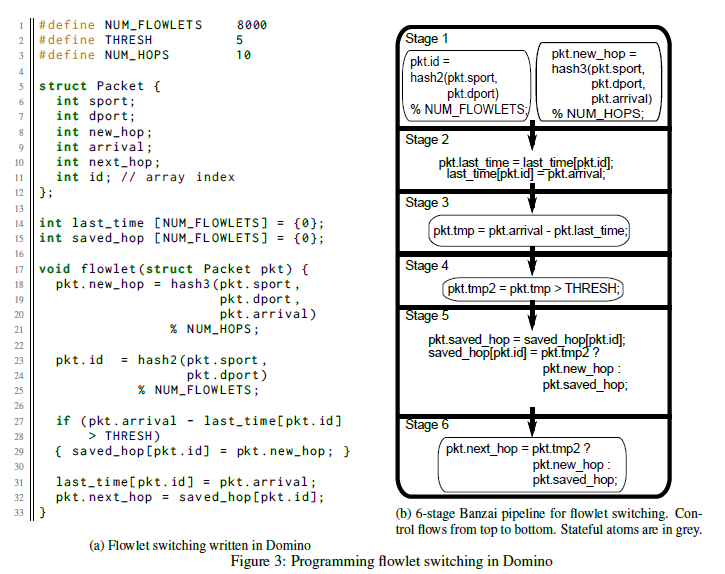 1 #define NUM_FLOWLETS 8000
2 #define THRESH 5
3 #define NUM_HOPS 10
4
5 struct Packet {
6 int sport;
7 int dport;
8 int new_hop;
9 int arrival;
10 int next_hop;
11 int id; // array index
12 };
13
14 int last_time [NUM_FLOWLETS] = {0};
15 int saved_hop [NUM_FLOWLETS] = {0};
16
17 void flowlet(struct Packet pkt) {
18 pkt.new_hop = hash3(pkt.sport,
19 pkt.dport,
20 pkt.arrival)
21 % NUM_HOPS;
22
23 pkt.id = hash2(pkt.sport,
24 pkt.dport)
25 % NUM_FLOWLETS;
26
27 if (pkt.arrival - last_time[pkt.id]
28 > THRESH)
29 { saved_hop[pkt.id] = pkt.new_hop; }
30
31 last_time[pkt.id] = pkt.arrival;
32 pkt.next_hop = saved_hop[pkt.id];
33 }
(a) Flowlet switching written in Domino
Stage 1
pkt.id =
hash2(pkt.sport,
pkt.dport)
% NUM_FLOWLETS;
pkt.new_hop =
hash3(pkt.sport,
pkt.dport,
pkt.arrival)
% NUM_HOPS;
Stage 2
pkt.last_time = last_time[pkt.id];
last_time[pkt.id] = pkt.arrival;
Stage 3
pkt.tmp = pkt.arrival - pkt.last_time;
Stage 4
pkt.tmp2 = pkt.tmp > THRESH;
Stage 5
pkt.saved_hop = saved_hop[pkt.id];
saved_hop[pkt.id] = pkt.tmp2 ?
pkt.new_hop :
pkt.saved_hop;
Stage 6
pkt.next_hop = pkt.tmp2 ?
pkt.new_hop :
pkt.saved_hop;
(b) 6-stage Banzai pipeline for flowlet switching. Con-
trol flows from top to bottom. Stateful atoms are in grey.
Figure 3: Programming flowlet switching in Domino